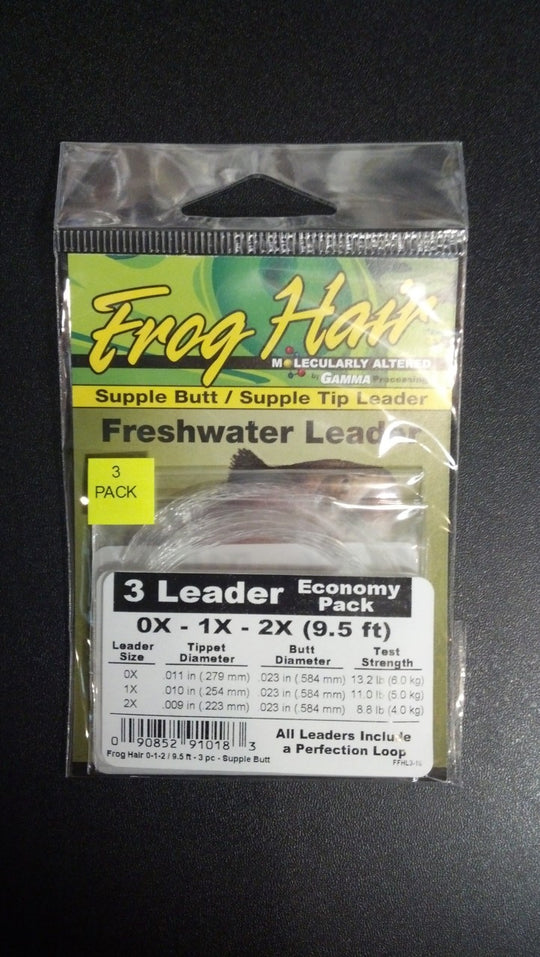 Frog Hair
MOLECULARLY ALTERED
by GAMMA Processing
Supple Butt / Supple Tip Leader
Freshwater Leader
3
PACK
3 Leader Economy Pack
0X - 1X - 2X (9.5 ft)
Leader Size Tippet Diameter Butt Diameter Test Strength
0X .011 in (.279 mm) .023 in (.584 mm) 13.2 lb (6.0 kg)
1X .010 in (.254 mm) .023 in (.584 mm) 11.0 lb (5.0 kg)
2X .009 in (.223 mm) .023 in (.584 mm) 8.8 lb (4.0 kg)
0 90852 91018 3
All Leaders Include
a Perfection Loop
Frog Hair 0-1-2 / 9.5 ft - 3 pc - Supple Butt